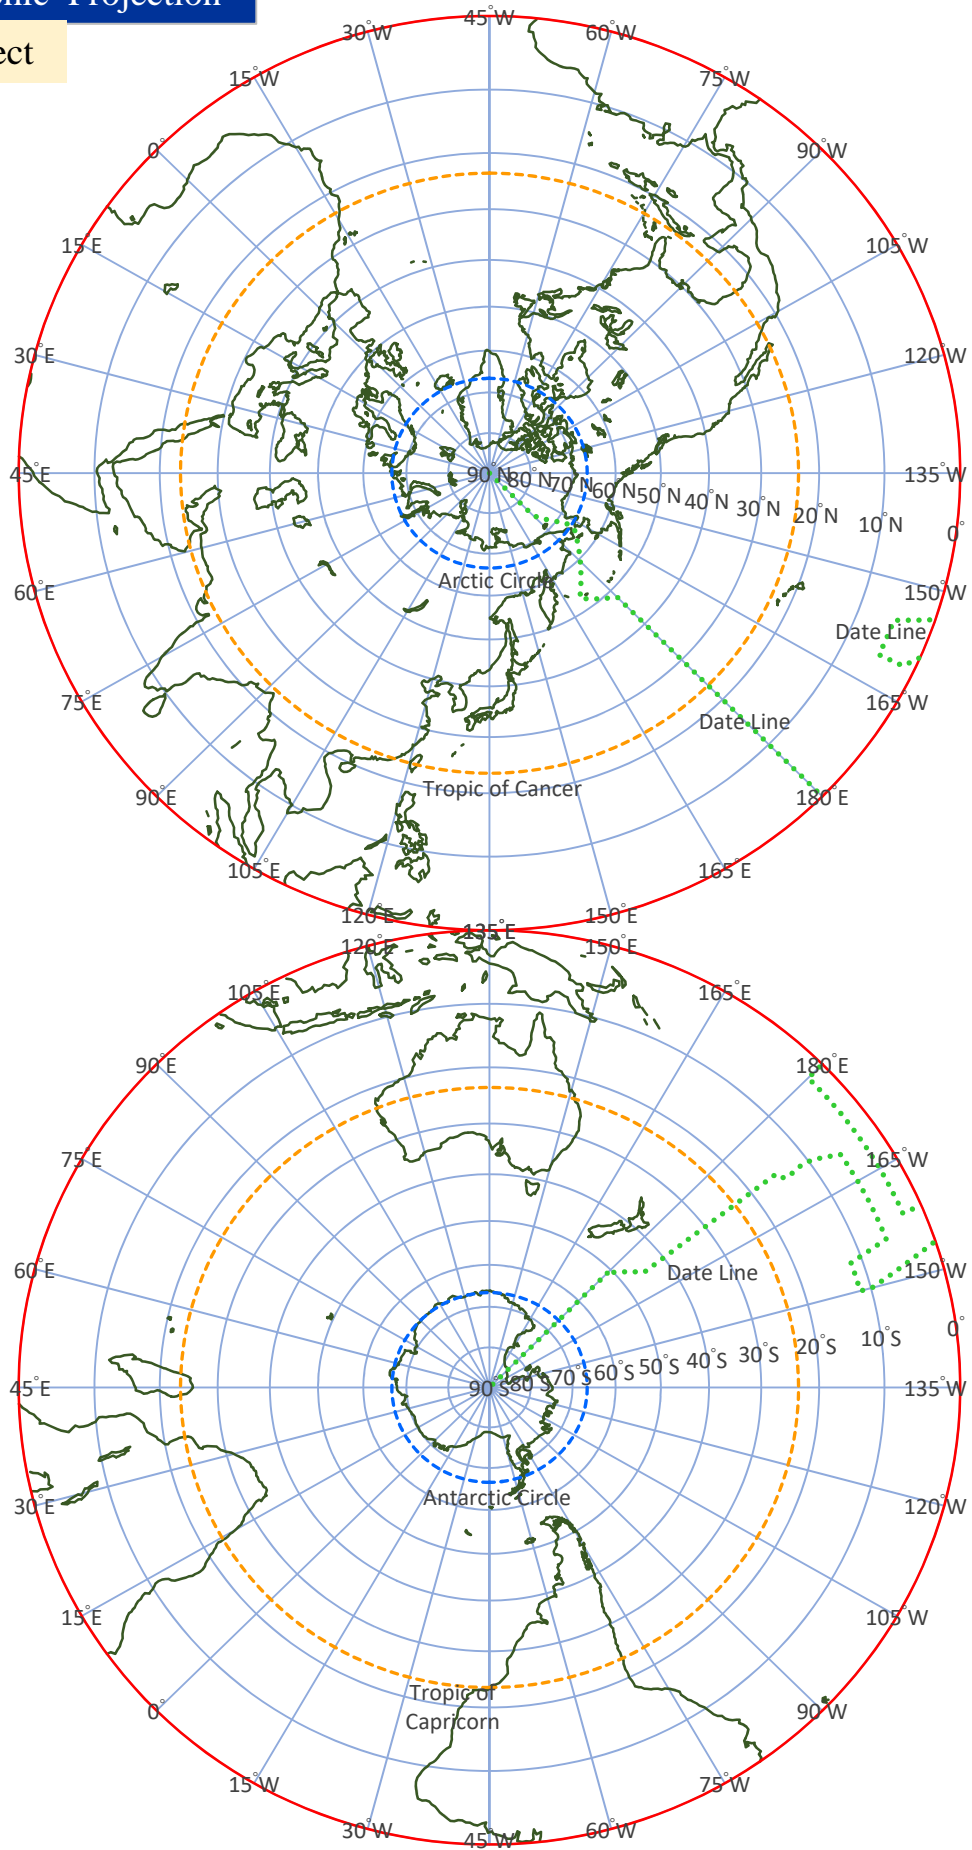 Projection
ect
45°W
30°W
60°W
15°W
75°W
0°
90°W
15°E
105°W
30°E
120°W
45°E
90°N
80°N
70°N
60°N
50°N
40°N
30°N
20°N
10°N
0°
135°W
Arctic Circle
60°E
150°W
Date Line
75°E
165°W
Date Line
Tropic of Cancer
90°E
180°E
105°E
165°E
120°E
150°E
135°E
120°E
150°E
105°E
165°E
90°E
180°E
75°E
165°W
60°E
Date Line
150°W
45°E
90°S
80°S
70°S
60°S
50°S
40°S
30°S
20°S
10°S
0°
135°W
Antarctic Circle
30°E
120°W
15°E
105°W
Tropic of
Capricorn
0°
90°W
15°W
75°W
30°W
60°W
45°W